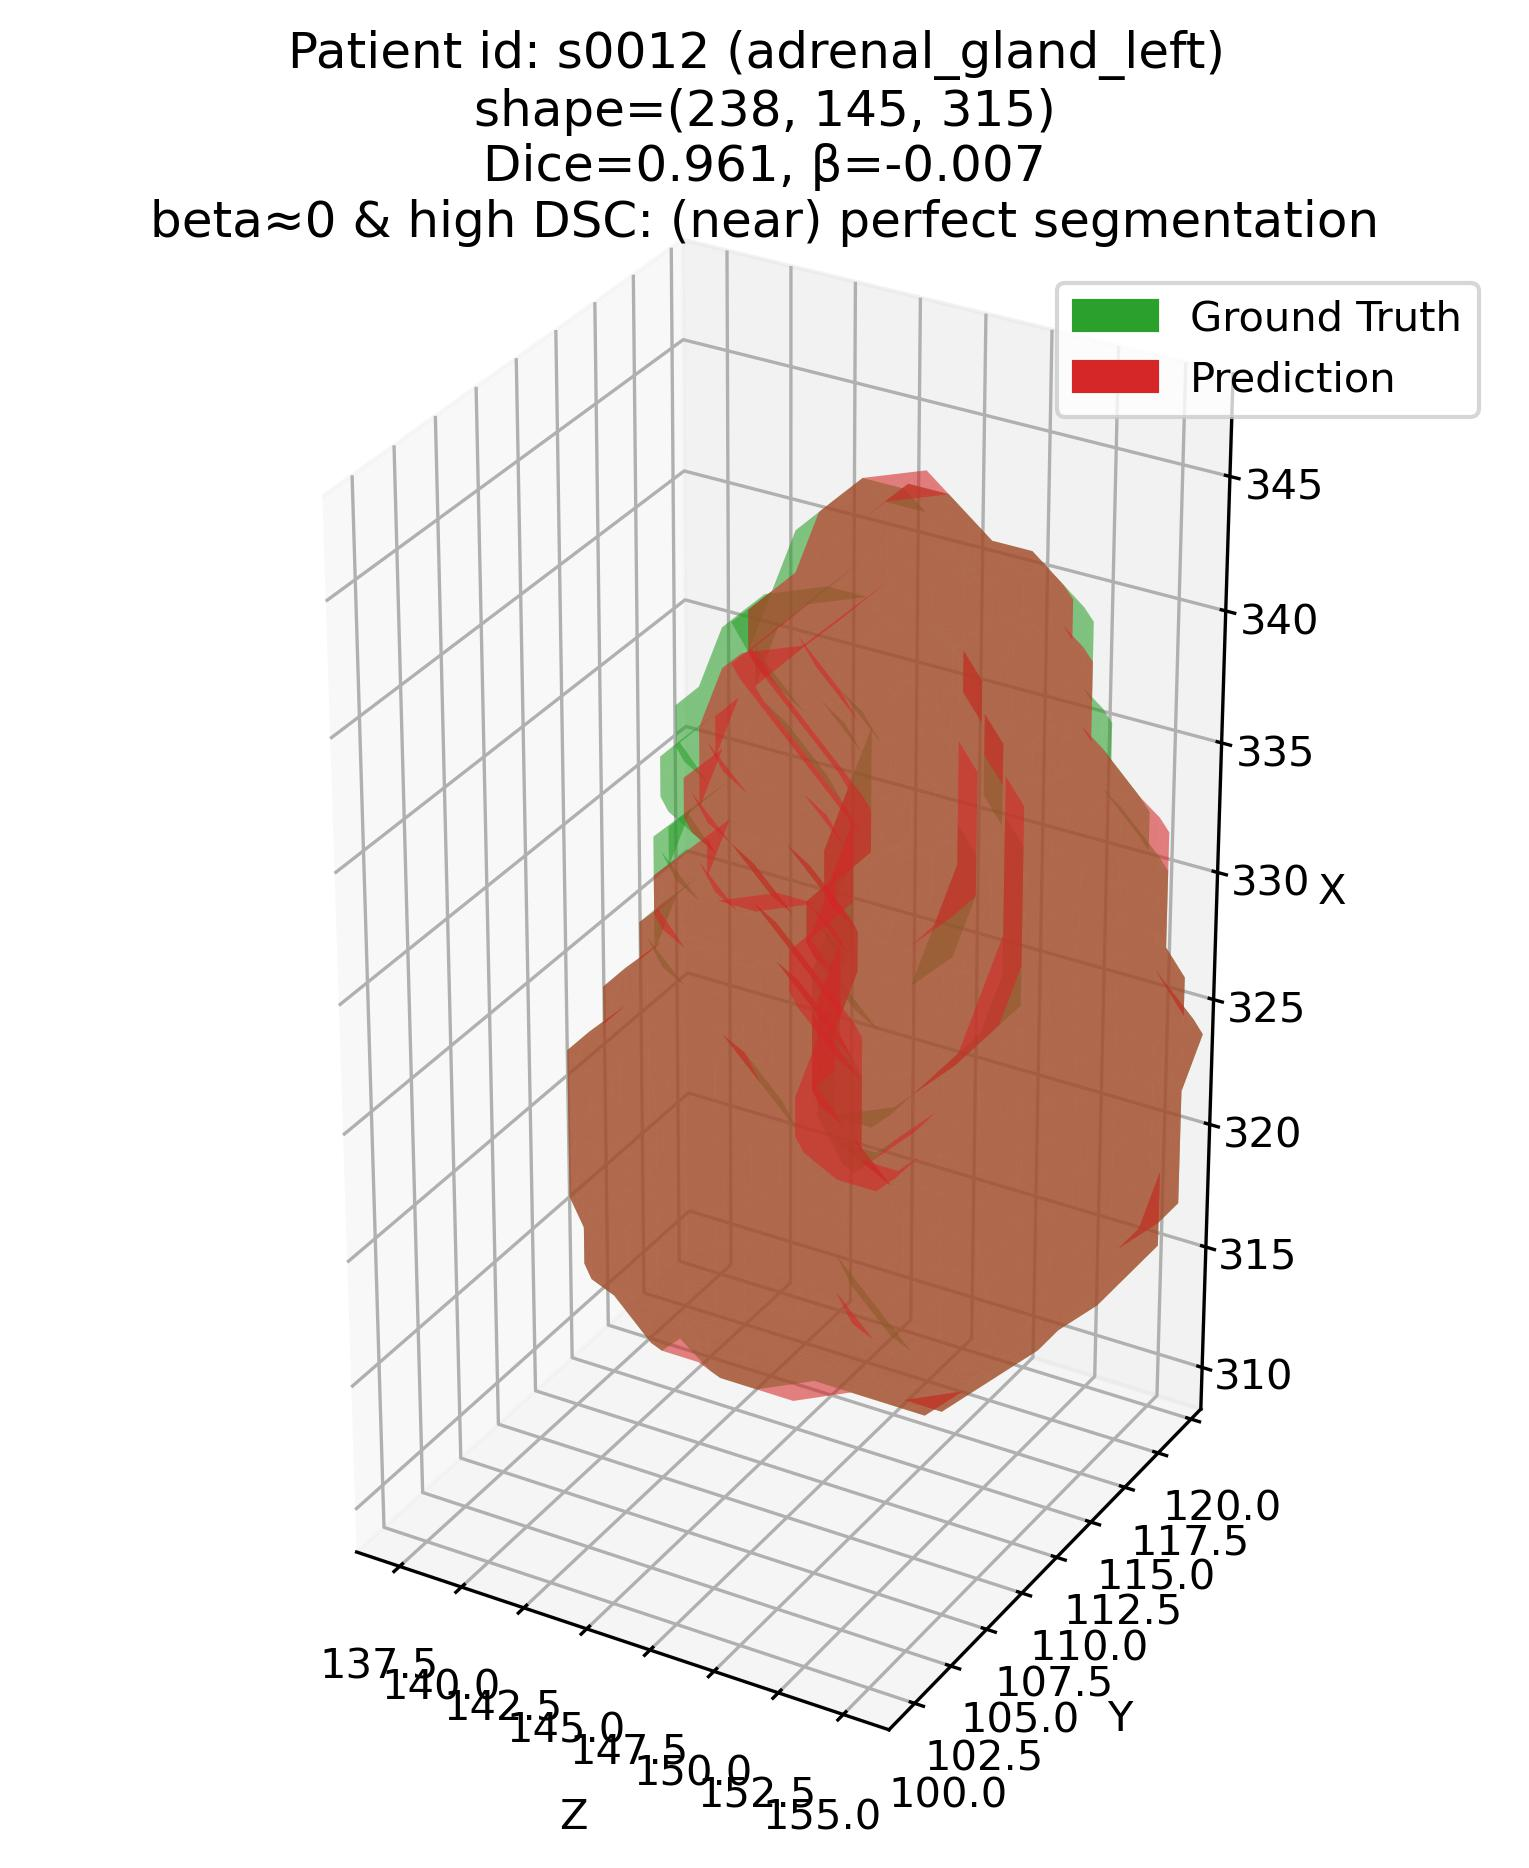 Patient id: s0012 (adrenal_gland_left)
shape=(238, 145, 315)
Dice=0.961, β=-0.007
beta≈0 & high DSC: (near) perfect segmentation
Ground Truth
Prediction
345
340
335
330 X
325
320
315
310
120.0
117.5
115.0
112.5
110.0
107.5
105.0 Y
102.5
100.0
137.5
140.0
142.5
145.0
147.5
150.0
152.5
155.0
Z